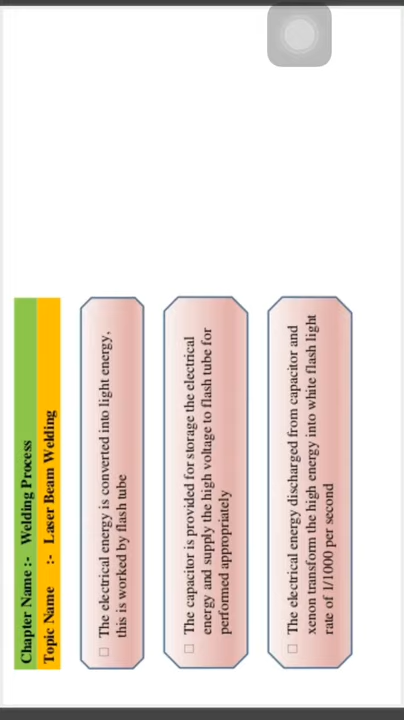 Chapter Name :- Welding Process
Topic Name :- Laser Beam Welding
The electrical energy is converted into light energy,
this is worked by flash tube
The capacitor is provided for storage the electrical
energy and supply the high voltage to flash tube for
performed appropriately
The electrical energy discharged from capacitor and
xenon transform the high energy into white flash light
rate of 1/1000 per second